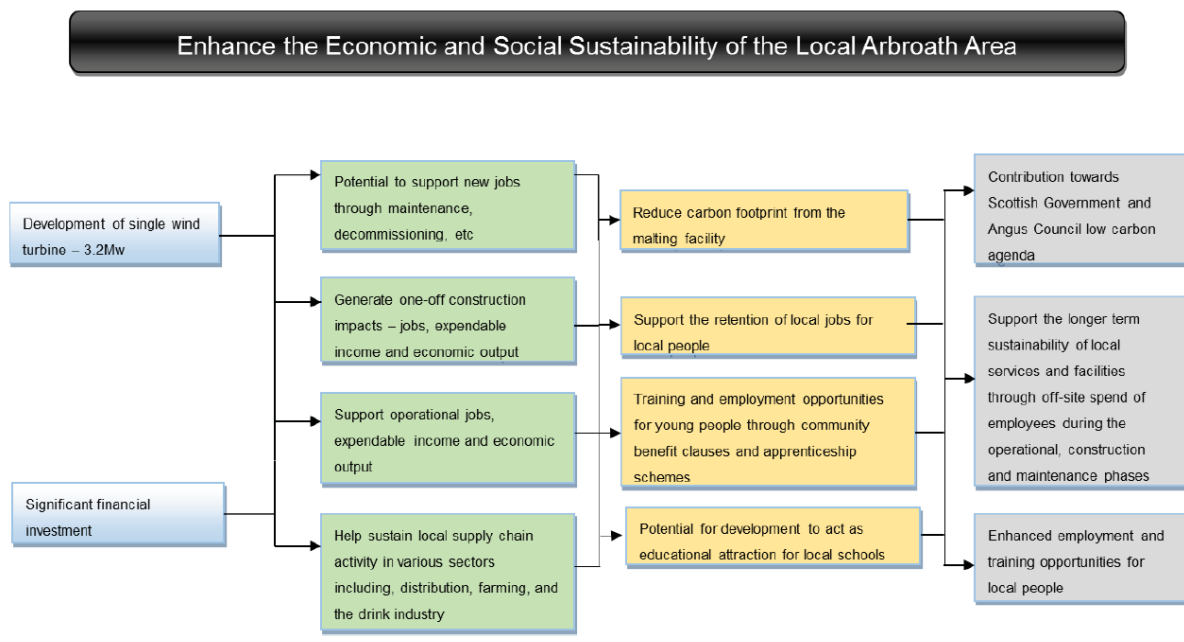 Enhance the Economic and Social Sustainability of the Local Arbroath Area
Development of single wind
turbine – 3.2Mw
Significant financial
investment
Potential to support new jobs
through maintenance,
decommissioning, etc
Generate one-off construction
impacts – jobs, expendable
income and economic output
Support operational jobs,
expendable income and economic
output
Help sustain local supply chain
activity in various sectors
including, distribution, farming, and
the drink industry
Reduce carbon footprint from the
malting facility
Support the retention of local jobs for
local people
Training and employment opportunities
for young people through community
benefit clauses and apprenticeship
schemes
Potential for development to act as
educational attraction for local schools
Contribution towards
Scottish Government and
Angus Council low carbon
agenda
Support the longer term
sustainability of local
services and facilities
through off-site spend of
employees during the
operational, construction
and maintenance phases
Enhanced employment and
training opportunities for
local people